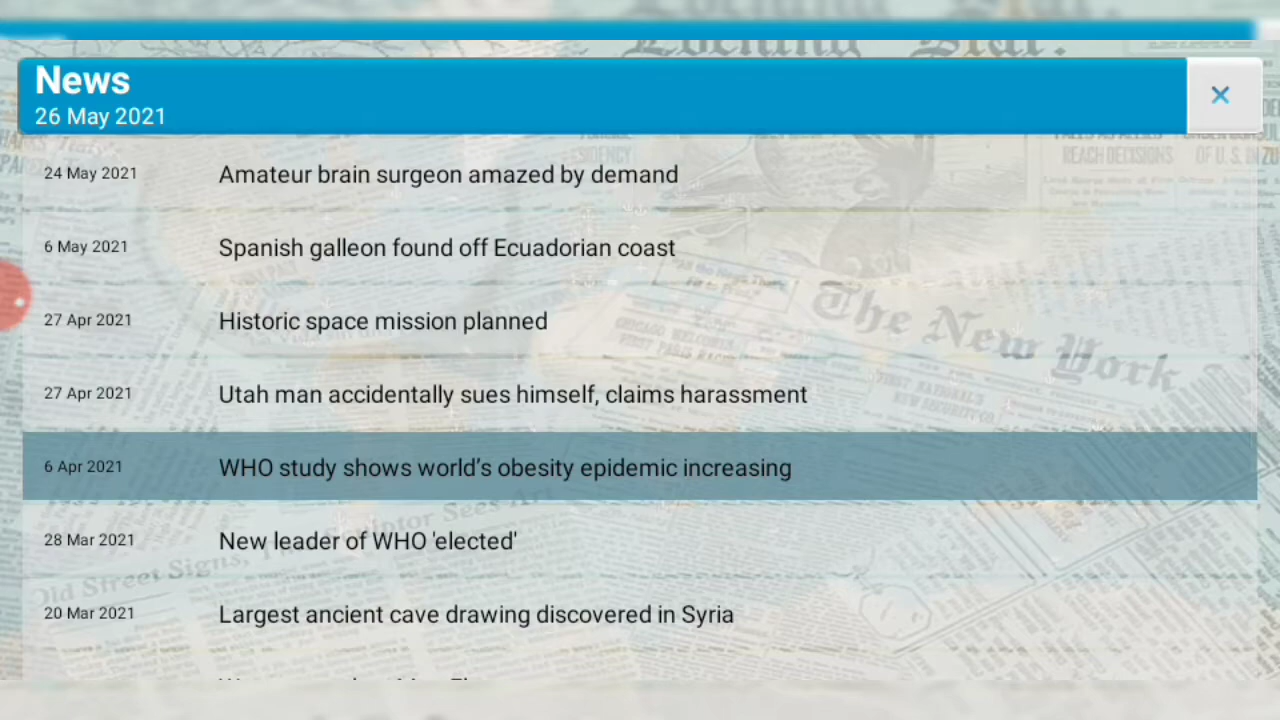 News
26 May 2021
24 May 2021 Amateur brain surgeon amazed by demand
6 May 2021 Spanish galleon found off Ecuadorian coast
27 Apr 2021 Historic space mission planned
27 Apr 2021 Utah man accidentally sues himself, claims harassment
6 Apr 2021 WHO study shows world’s obesity epidemic increasing
28 Mar 2021 New leader of WHO 'elected'
20 Mar 2021 Largest ancient cave drawing discovered in Syria
The New York